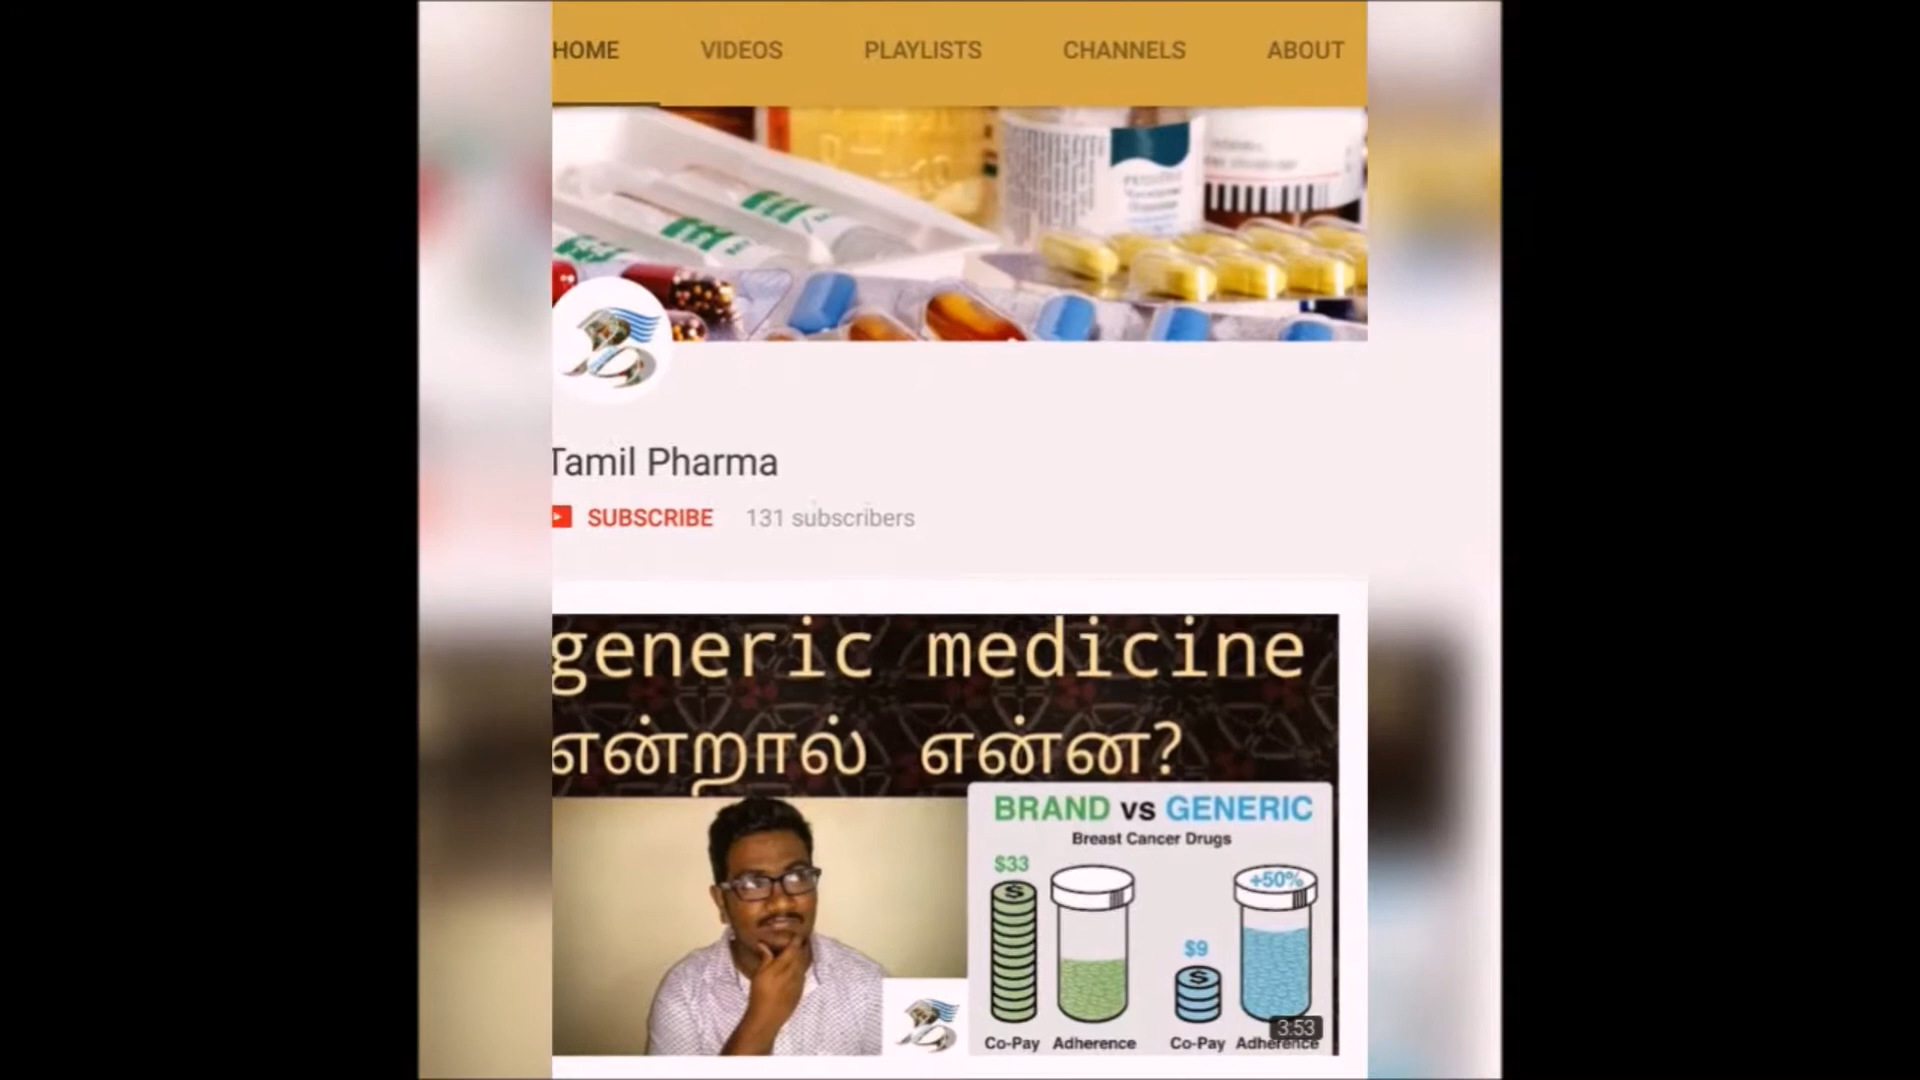 HOME VIDEOS PLAYLISTS CHANNELS ABOUT
Tamil Pharma
SUBSCRIBE 131 subscribers
generic medicine
என்றால் என்ன?
BRAND vs GENERIC
Breast Cancer Drugs
$33
+50%
$9
3:53
Co-Pay Adherence Co-Pay Adherence